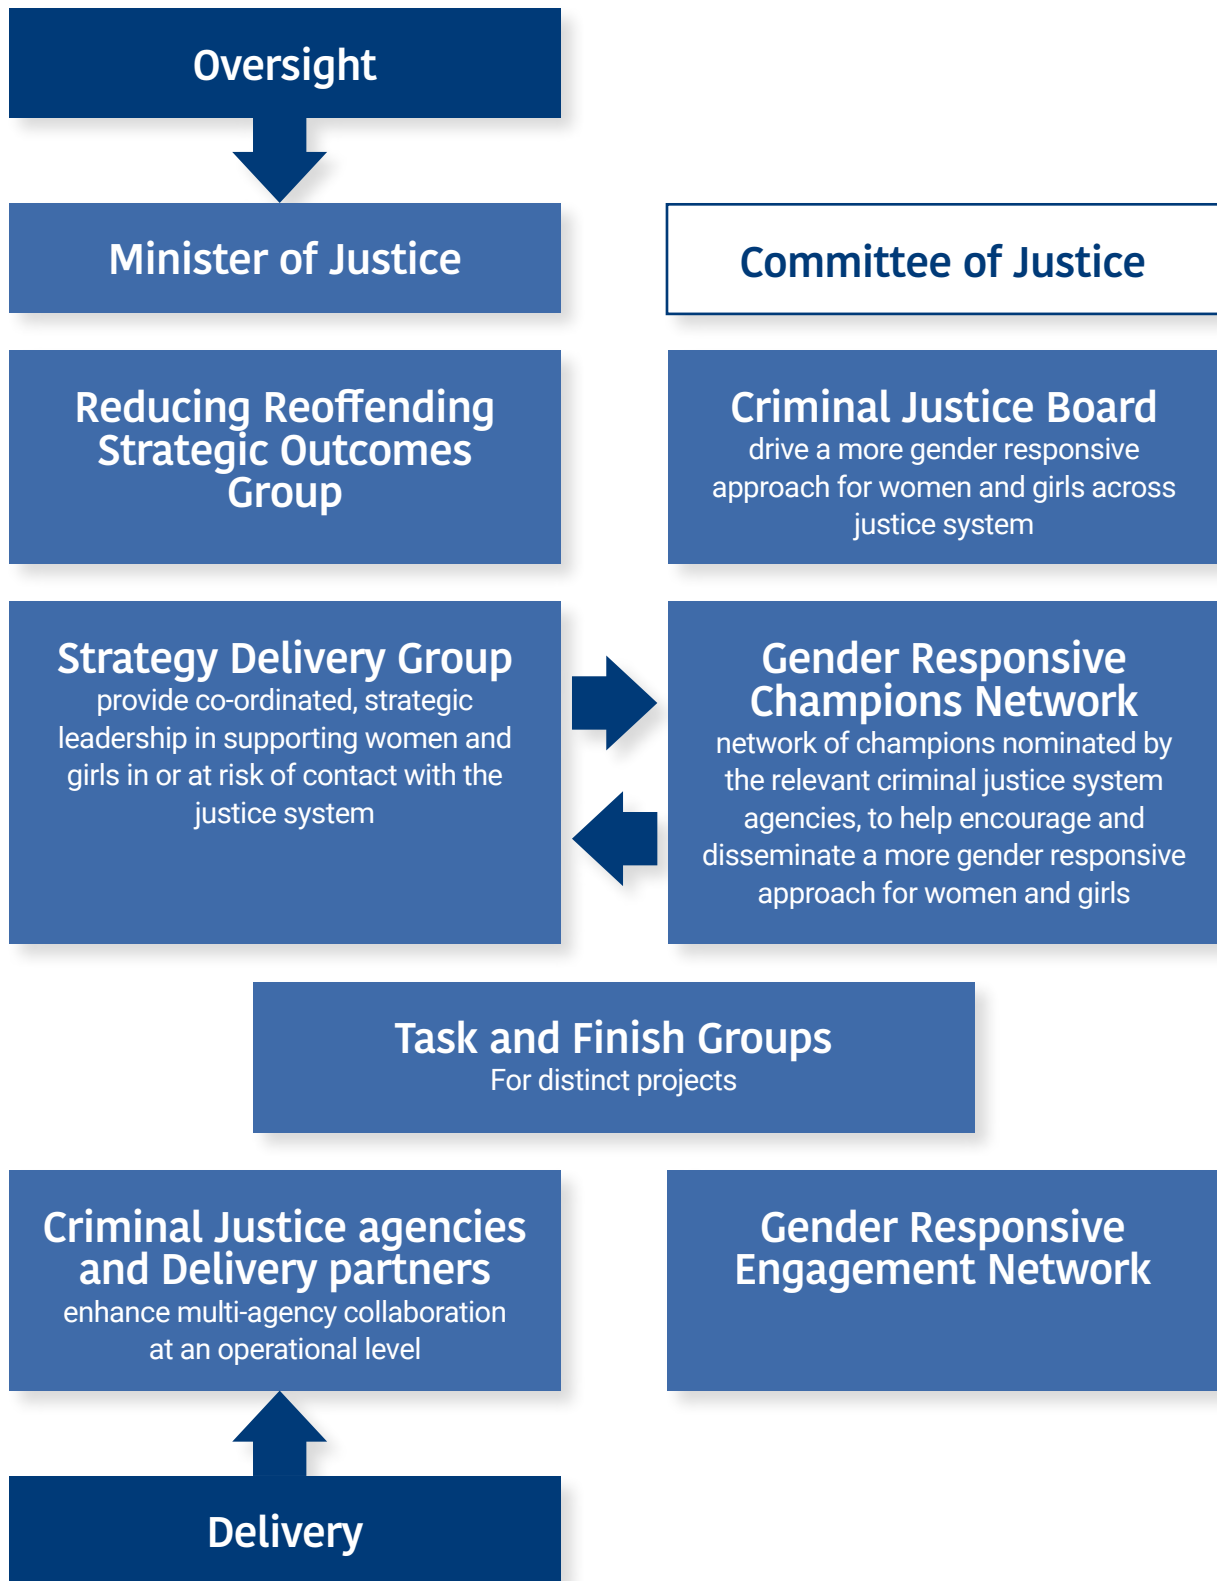 Oversight
Minister of Justice
Committee of Justice
Reducing Reoffending
Strategic Outcomes
Group
Criminal Justice Board
drive a more gender responsive
approach for women and girls across
justice system
Strategy Delivery Group
provide co-ordinated, strategic
leadership in supporting women and
girls in or at risk of contact with the
justice system
Gender Responsive
Champions Network
network of champions nominated by
the relevant criminal justice system
agencies, to help encourage and
disseminate a more gender responsive
approach for women and girls
Task and Finish Groups
For distinct projects
Criminal Justice agencies
and Delivery partners
enhance multi-agency collaboration
at an operational level
Gender Responsive
Engagement Network
Delivery